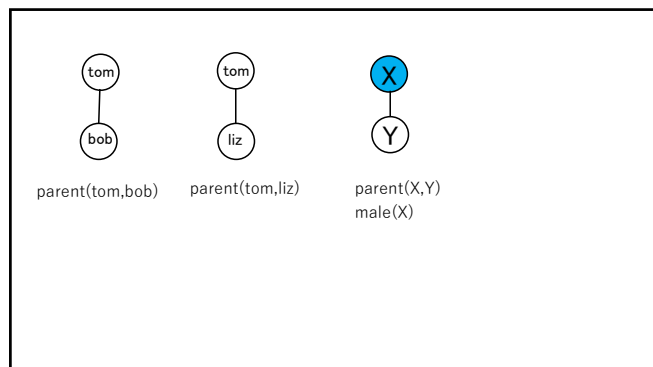 tom
bob
parent(tom,bob)
tom
liz
parent(tom,liz)
X
Y
parent(X,Y)
male(X)